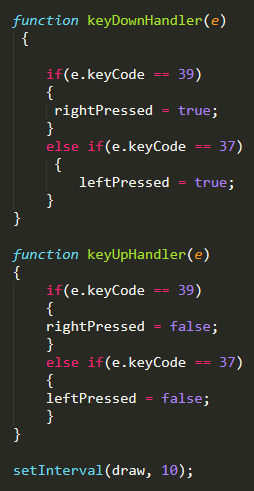 function keyDownHandler(e)
 {

    if(e.keyCode == 39)
    {
     rightPressed = true;
    }
    else if(e.keyCode == 37)
     {
        leftPressed = true;
    }
}

function keyUpHandler(e)
{
    if(e.keyCode == 39)
    {
    rightPressed = false;
    }
    else if(e.keyCode == 37)
    {
    leftPressed = false;
    }
}

setInterval(draw, 10);